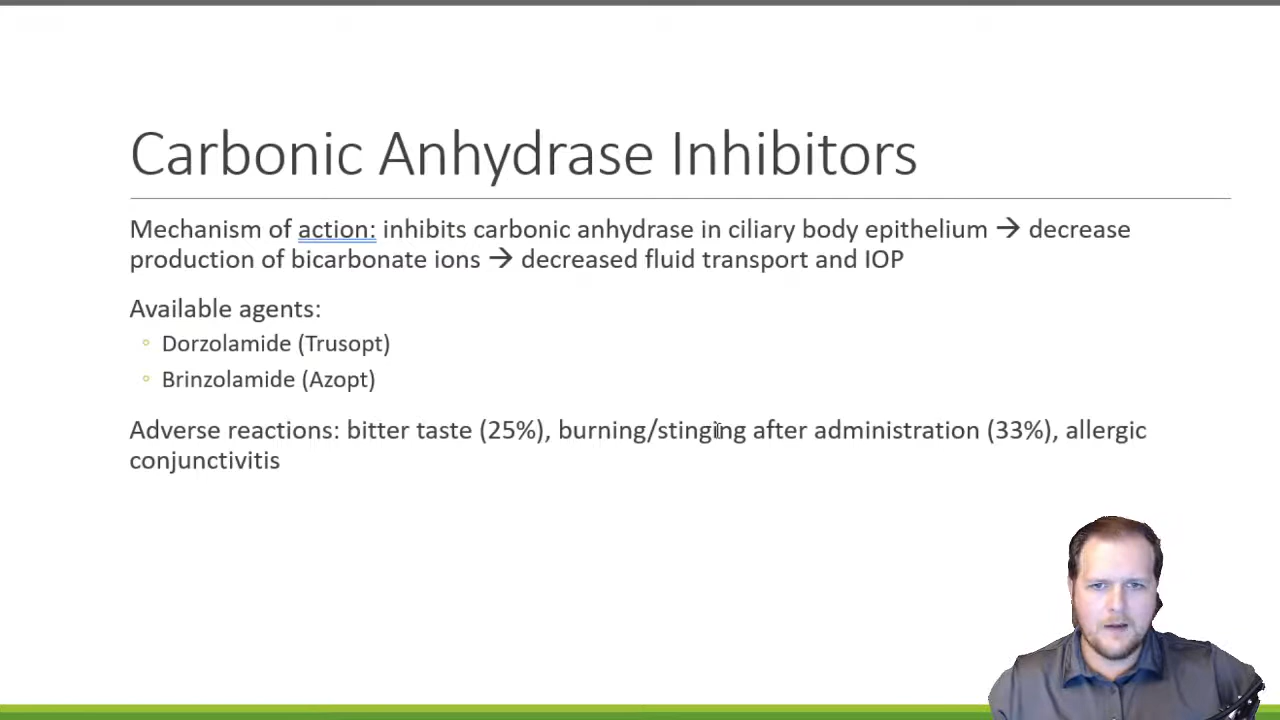 Carbonic Anhydrase Inhibitors
Mechanism of action: inhibits carbonic anhydrase in ciliary body epithelium → decrease
production of bicarbonate ions → decreased fluid transport and IOP
Available agents:
◦ Dorzolamide (Trusopt)
◦ Brinzolamide (Azopt)
Adverse reactions: bitter taste (25%), burning/stinging after administration (33%), allergic
conjunctivitis